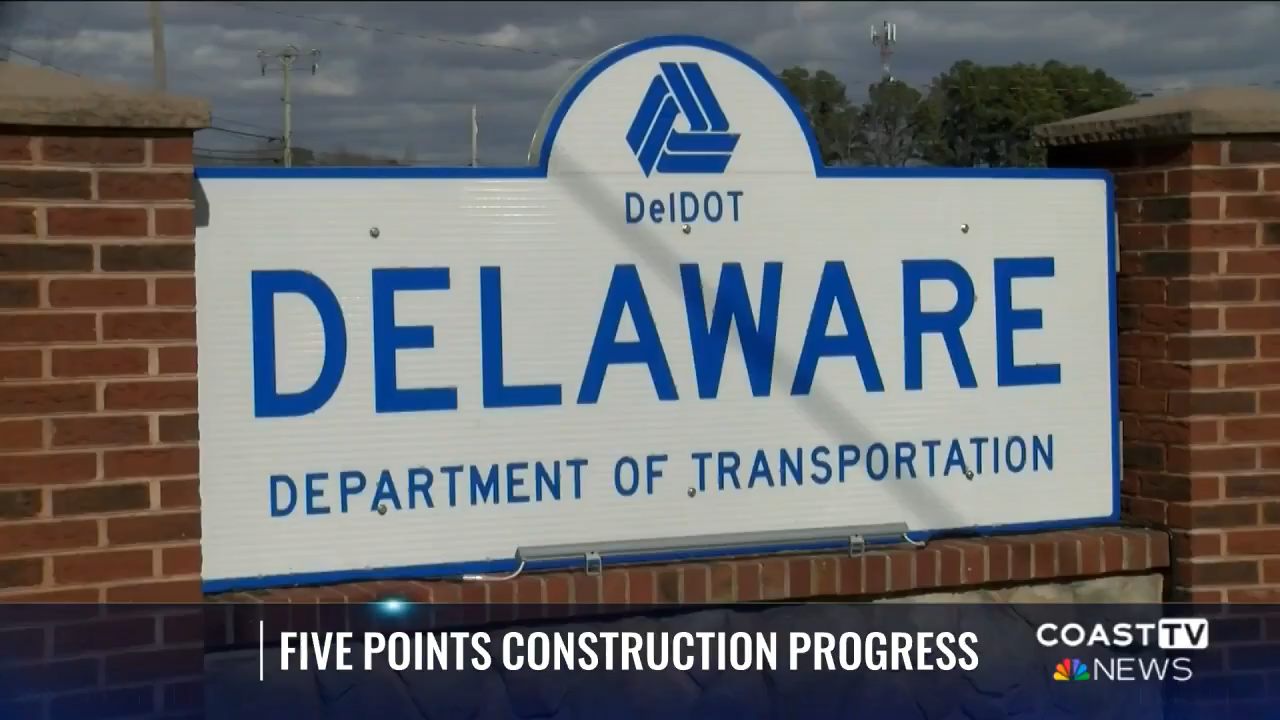 DelDOT
DELAWARE
DEPARTMENT OF TRANSPORTATION
FIVE POINTS CONSTRUCTION PROGRESS
COAST TV
NEWS